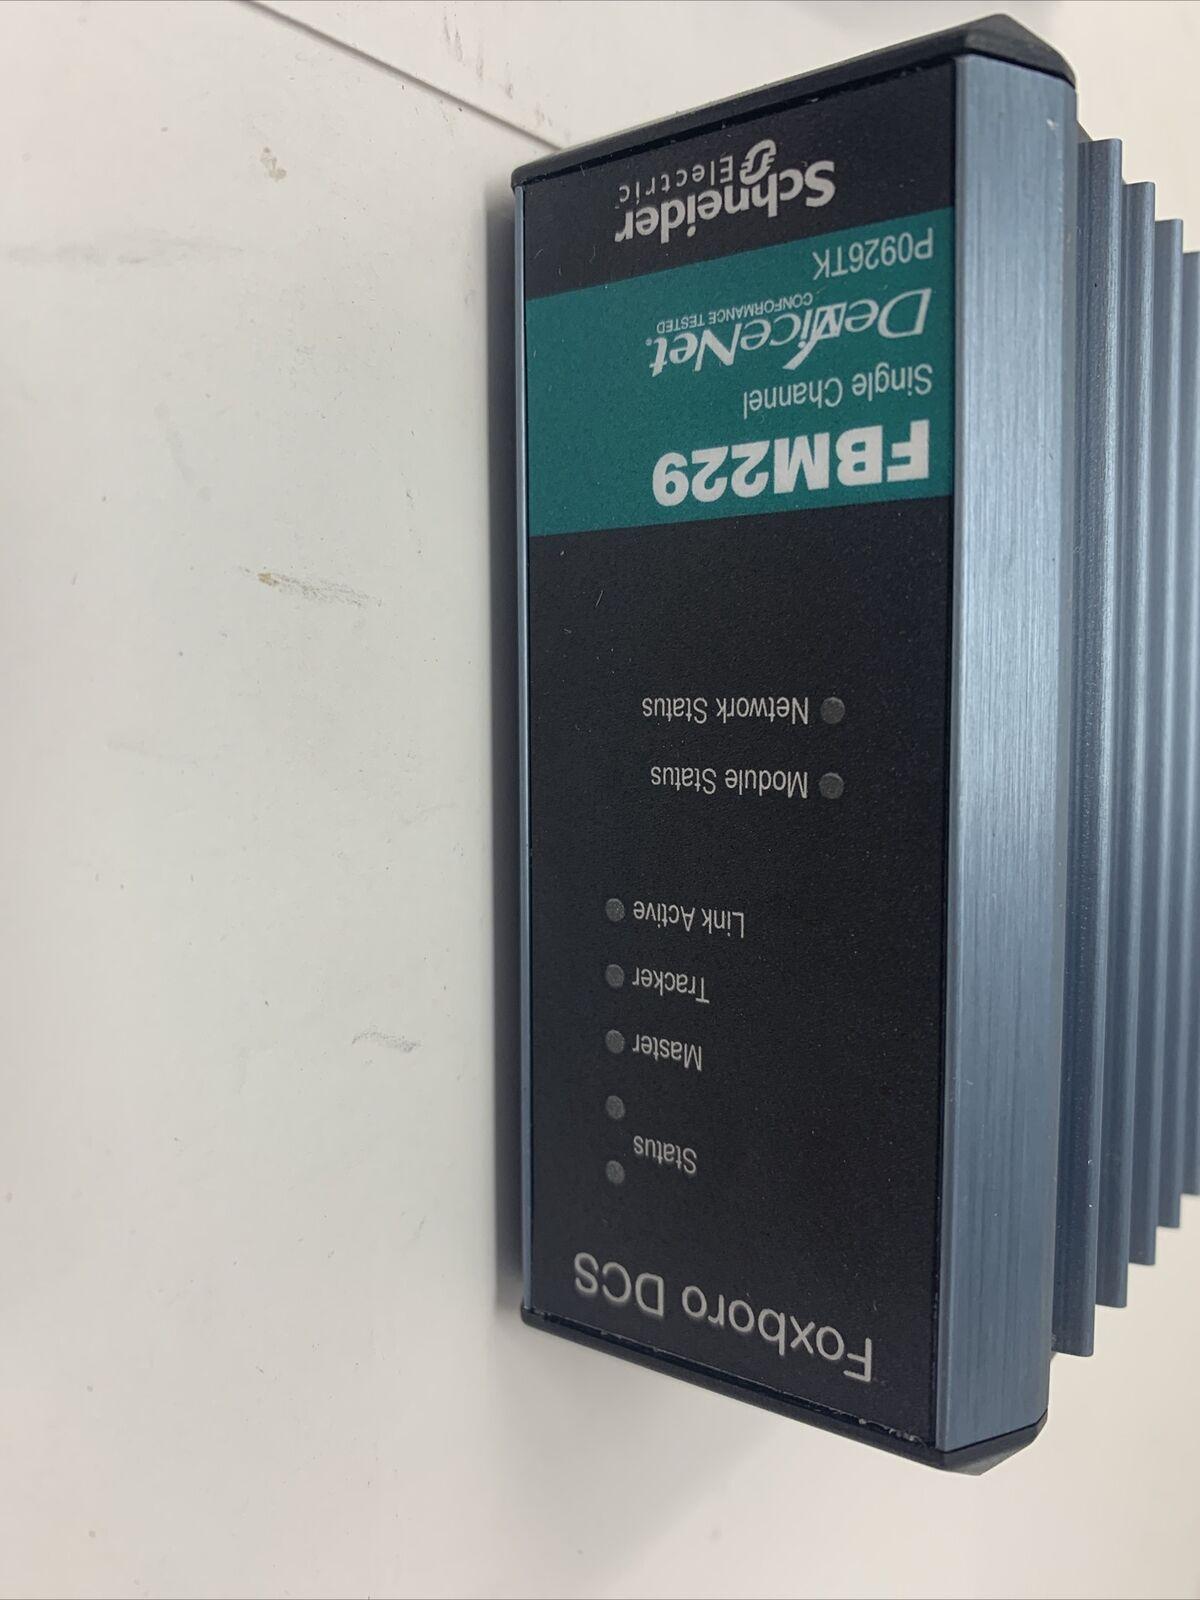 Foxboro DCS
Status
Master
Tracker
Link Active
Module Status
Network Status
FBM229
Single Channel
DeviceNet.
CONFORMANCE TESTED
P0926TK
Schneider
Electric